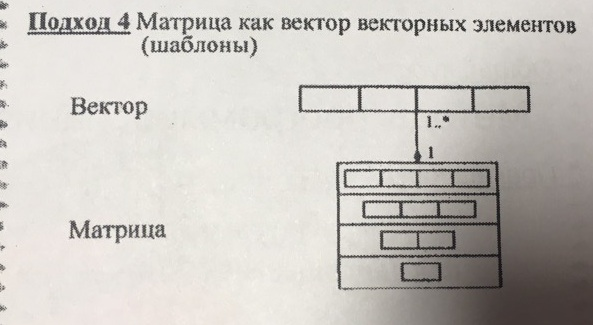 Подход 4 Матрица как вектор векторных элементов
(шаблоны)
Вектор
1..*
1
Матрица